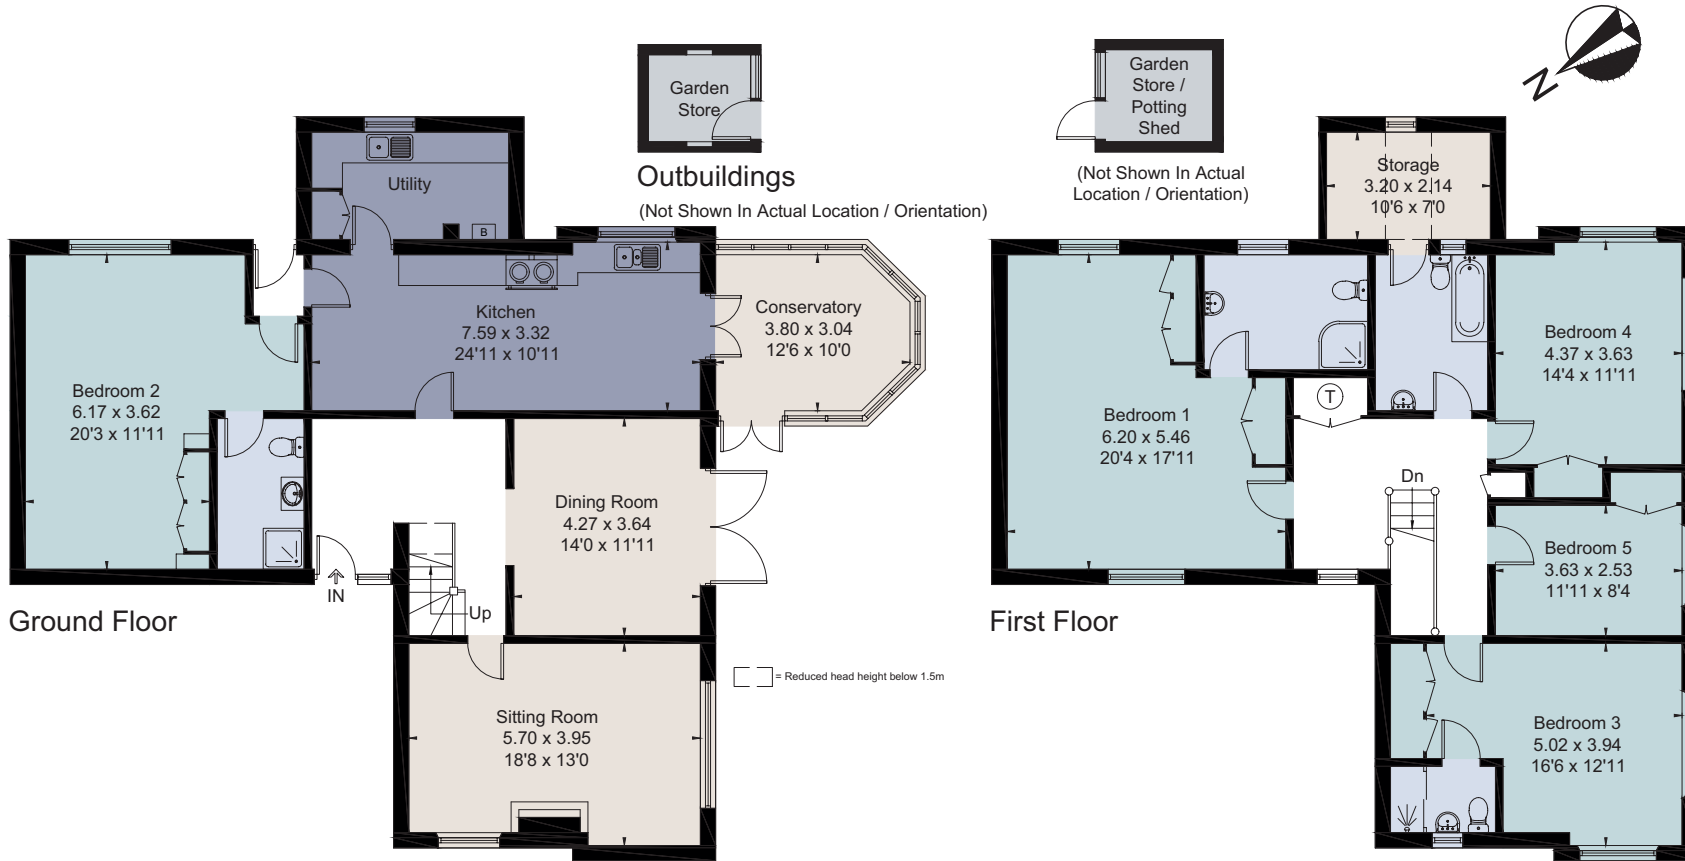 Garden
Store
Outbuildings
(Not Shown In Actual Location / Orientation)
Garden
Store /
Potting
Shed
(Not Shown In Actual
Location / Orientation)
N
Utility
B
Kitchen
7.59 x 3.32
24'11 x 10'11
Conservatory
3.80 x 3.04
12'6 x 10'0
Bedroom 2
6.17 x 3.62
20'3 x 11'11
Dining Room
4.27 x 3.64
14'0 x 11'11
IN
Up
Ground Floor
Sitting Room
5.70 x 3.95
18'8 x 13'0
= Reduced head height below 1.5m
Storage
3.20 x 2.14
10'6 x 7'0
Bedroom 4
4.37 x 3.63
14'4 x 11'11
Bedroom 1
6.20 x 5.46
20'4 x 17'11
T
Dn
Bedroom 5
3.63 x 2.53
11'11 x 8'4
First Floor
Bedroom 3
5.02 x 3.94
16'6 x 12'11